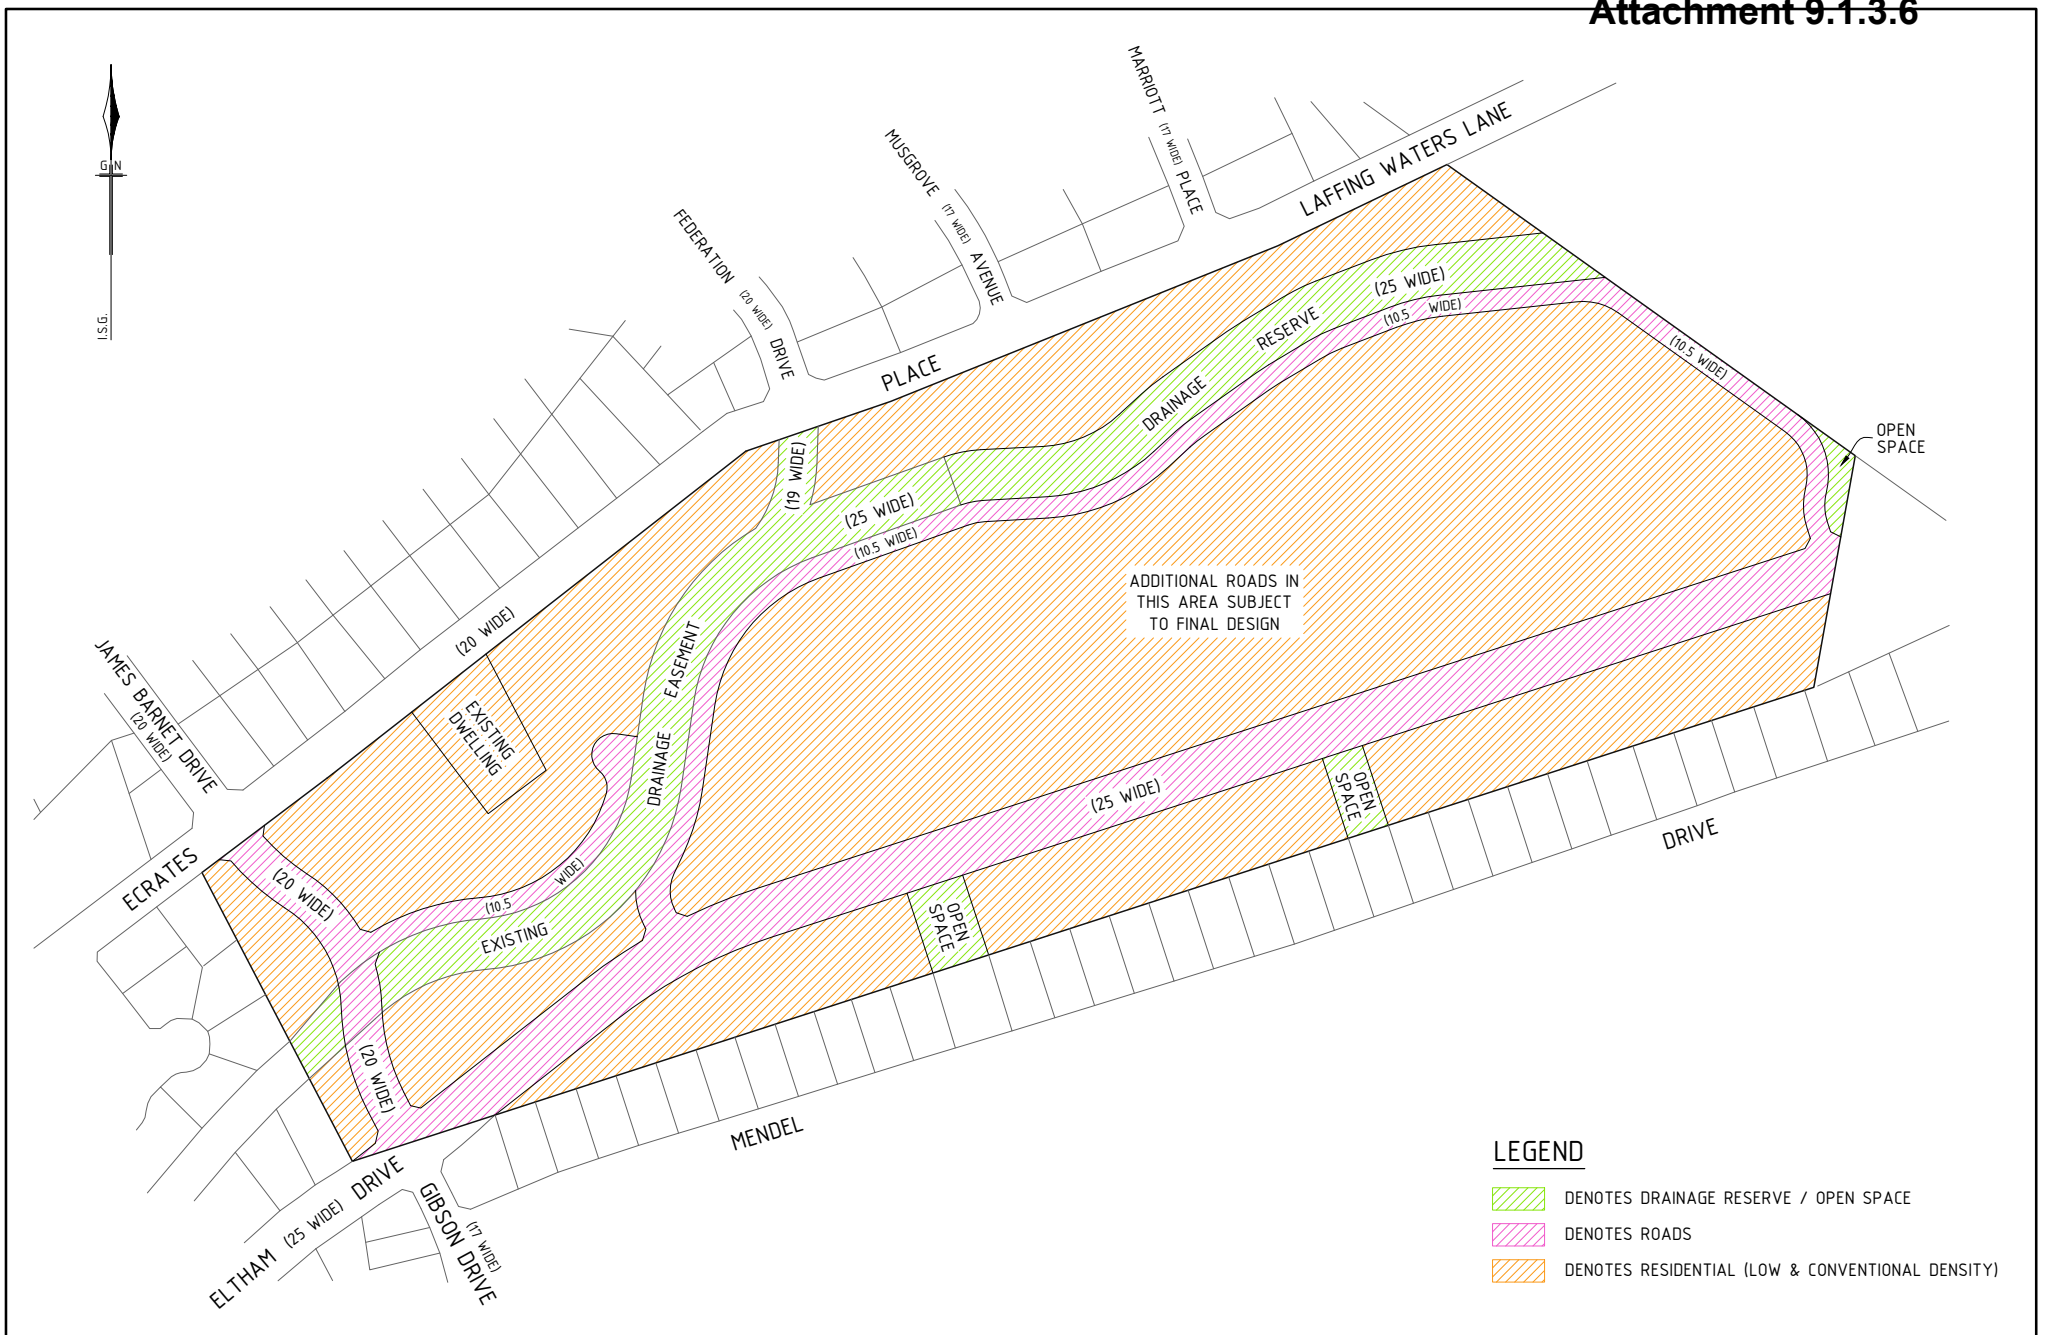 Attachment 9.1.3.6
G N
I.S.G.
MARRIOTT (17 WIDE) PLACE
MUSGROVE (17 WIDE) AVENUE
FEDERATION (20 WIDE) DRIVE
LAFFING WATERS LANE
PLACE
(20 WIDE)
JAMES BARNET DRIVE
(20 WIDE)
ECRATES
(19 WIDE)
(25 WIDE)
(10.5 WIDE)
DRAINAGE RESERVE
(25 WIDE)
(10.5 WIDE)
(10.5 WIDE)
OPEN
SPACE
ADDITIONAL ROADS IN
THIS AREA SUBJECT
TO FINAL DESIGN
EXISTING
DWELLING
EXISTING DRAINAGE EASEMENT
(10.5 WIDE)
(20 WIDE)
(20 WIDE)
(25 WIDE)
OPEN
SPACE
OPEN
SPACE
MENDEL DRIVE
ELTHAM (25 WIDE) DRIVE
GIBSON DRIVE
(17 WIDE)
LEGEND
DENOTES DRAINAGE RESERVE / OPEN SPACE
DENOTES ROADS
DENOTES RESIDENTIAL (LOW & CONVENTIONAL DENSITY)